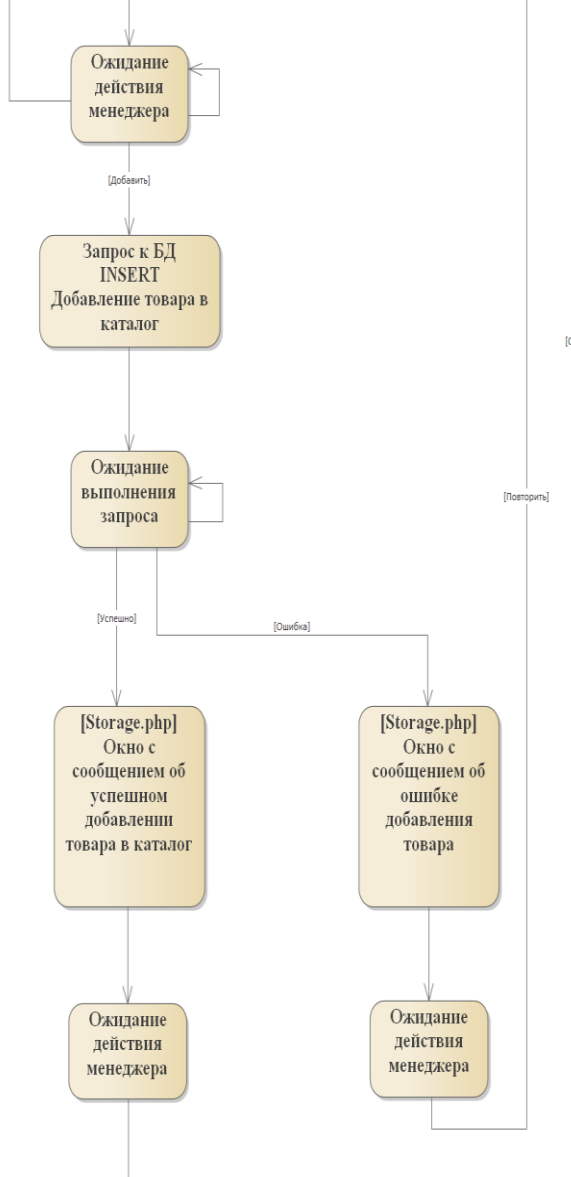 Ожидание
действия
менеджера
[Добавить]
Запрос к БД
INSERT
Добавление товара в
каталог
Ожидание
выполнения
запроса
[Повторить]
[Успешно]
[Ошибка]
[Storage.php]
Окно с
сообщением об
успешном
добавлении
товара в каталог
[Storage.php]
Окно с
сообщением об
ошибке
добавления
товара
Ожидание
действия
менеджера
Ожидание
действия
менеджера